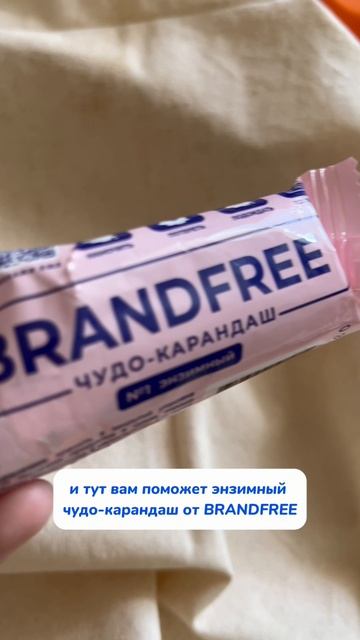 BRANDFREE
ЧУДО-КАРАНДАШ
№1 ЭНЗИМНЫЙ
и тут вам поможет энзимный
чудо-карандаш от BRANDFREE